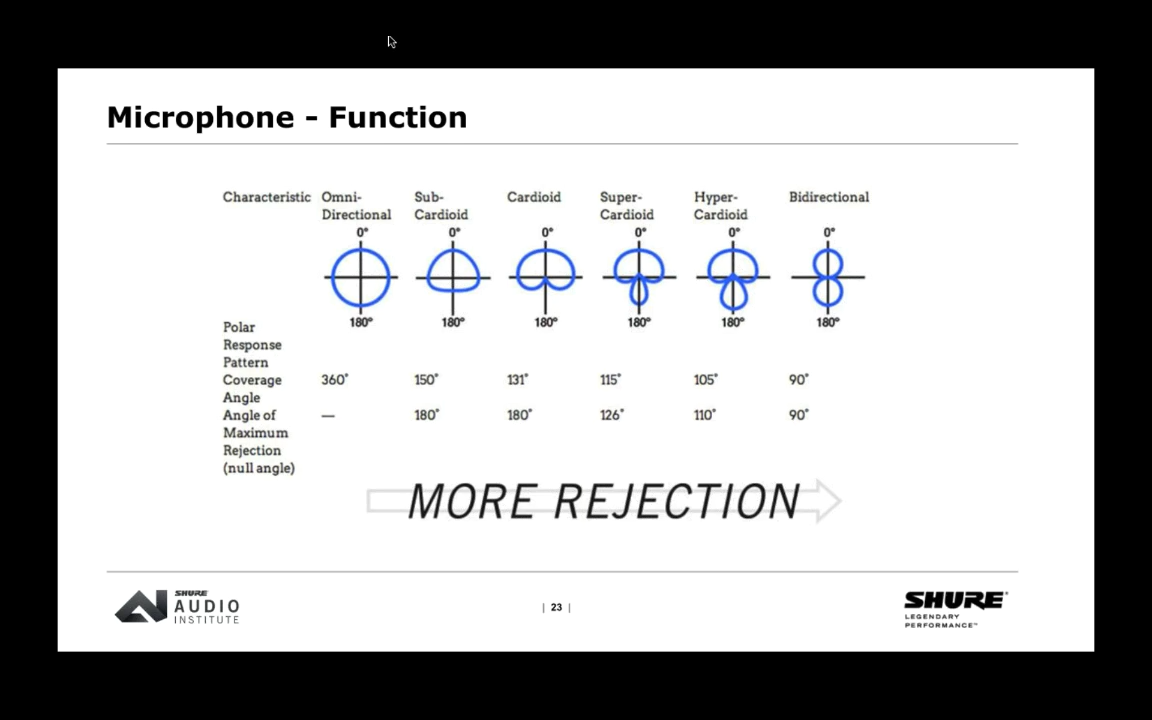 Microphone - Function
Characteristic Omni- Sub- Cardioid Super- Hyper- Bidirectional
Directional Cardioid Cardioid Cardioid
0° 0° 0° 0° 0° 0°
180° 180° 180° 180° 180° 180°
Polar
Response
Pattern
Coverage 360° 150° 131° 115° 105° 90°
Angle
Angle of — 180° 180° 126° 110° 90°
Maximum
Rejection
(null angle)
MORE REJECTION
SHURE
AUDIO
INSTITUTE
| 23 |
SHURE®
LEGENDARY
PERFORMANCE™